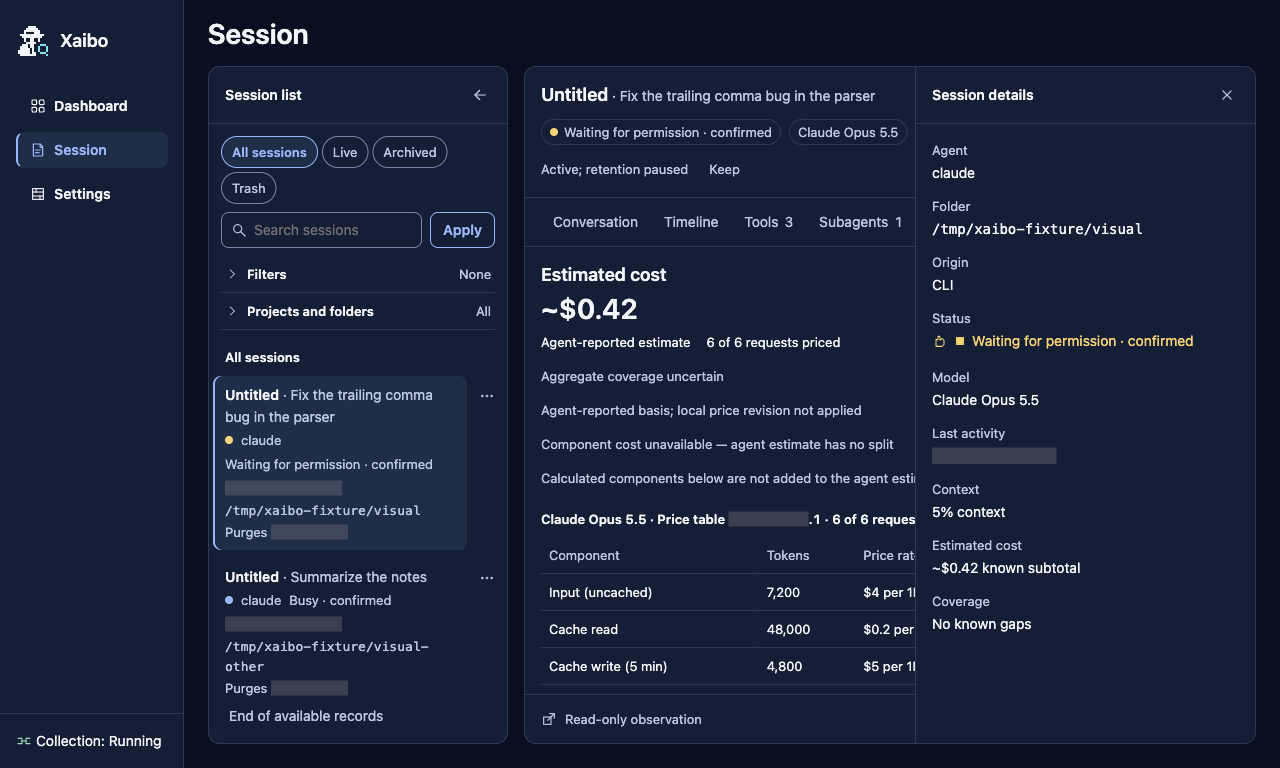 Xaibo
Dashboard
Session
Settings
Collection: Running
Session
Session list
All sessions
Live
Archived
Trash
Search sessions
Apply
Filters
None
Projects and folders
All
All sessions
Untitled · Fix the trailing comma
bug in the parser
claude
Waiting for permission · confirmed
/tmp/xaibo-fixture/visual
Purges
Untitled · Summarize the notes
claude Busy · confirmed
/tmp/xaibo-fixture/visual-
other
Purges
End of available records
Untitled · Fix the trailing comma bug in the parser
Waiting for permission · confirmed
Claude Opus 5.5
Active; retention paused
Keep
Conversation
Timeline
Tools 3
Subagents 1
Estimated cost
~$0.42
Agent-reported estimate
6 of 6 requests priced
Aggregate coverage uncertain
Agent-reported basis; local price revision not applied
Component cost unavailable — agent estimate has no split
Calculated components below are not added to the agent esti
Claude Opus 5.5 · Price table .1 · 6 of 6 reques
Component Tokens Price rat
Input (uncached) 7,200 $4 per 1
Cache read 48,000 $0.2 per
Cache write (5 min) 4,800 $5 per 1
Read-only observation
Session details
Agent
claude
Folder
/tmp/xaibo-fixture/visual
Origin
CLI
Status
Waiting for permission · confirmed
Model
Claude Opus 5.5
Last activity
Context
5% context
Estimated cost
~$0.42 known subtotal
Coverage
No known gaps